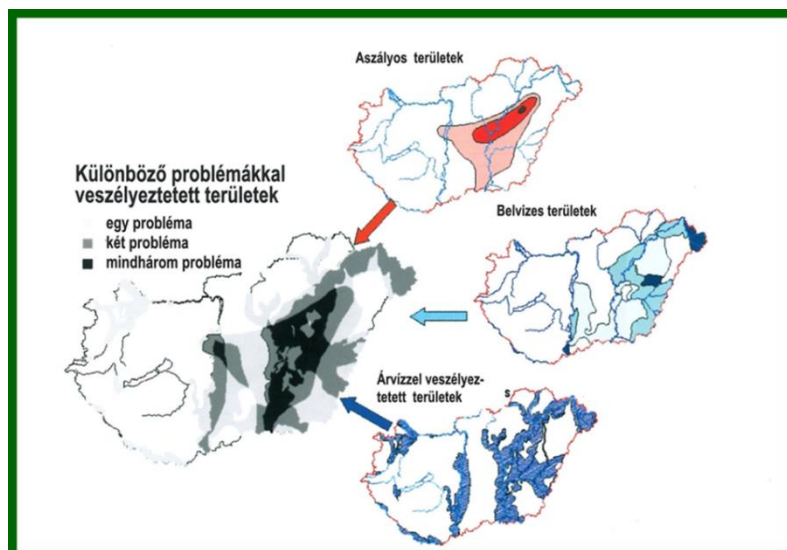 Aszályos területek
Különböző problémákkal
veszélyeztetett területek
egy probléma
két probléma
mindhárom probléma
Belvizes területek
Árvízzel veszélyez-
tetett területek
s